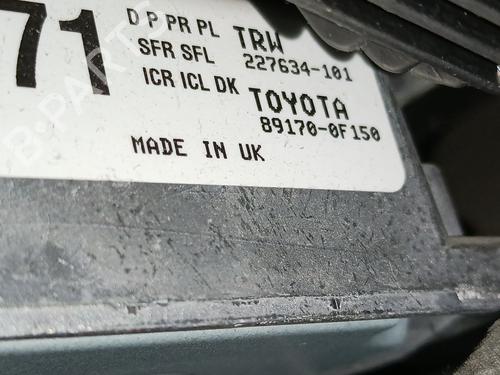 71
D P PR PL
SFR SFL
ICR ICL DK
TRW
227634-101
TOYOTA
89170-0F150
MADE IN UK
B-PARTS